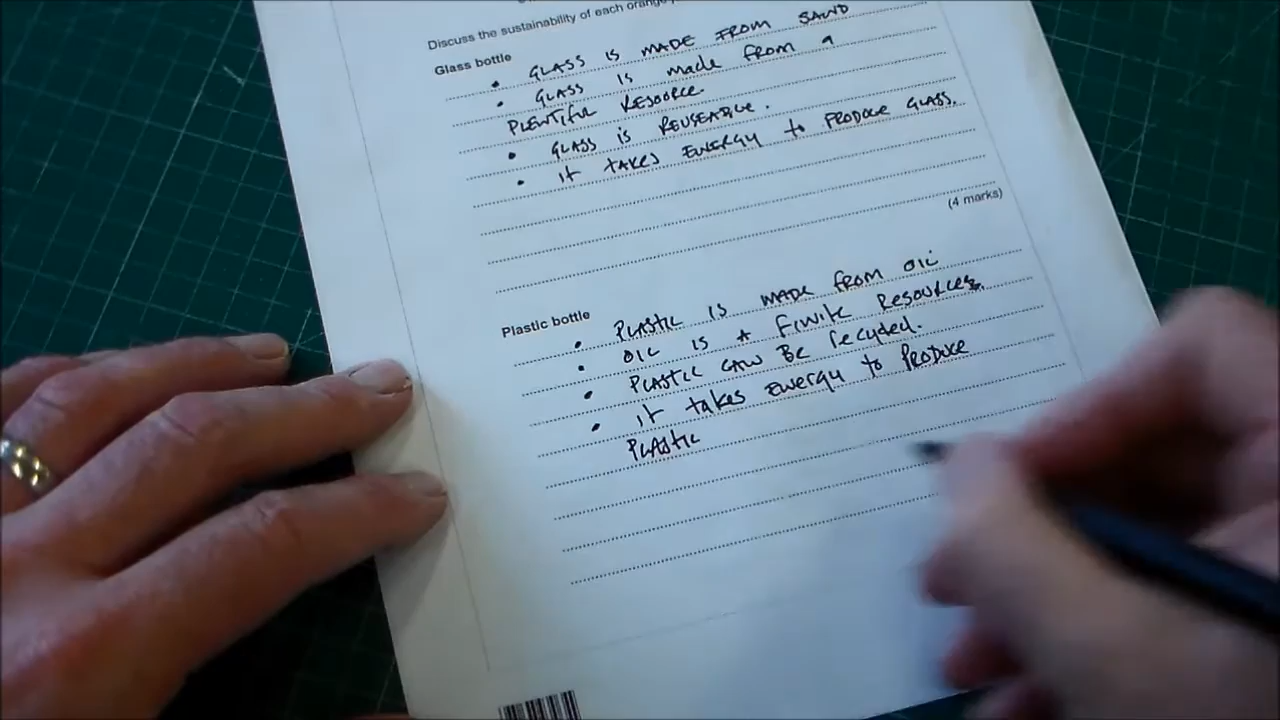 Discuss the sustainability of each orange
Glass bottle
• GLASS IS MADE FROM SAND
• GLASS IS made from a
PLENTIFUL RESOURCE.
• GLASS IS REUSEABLE.
• It TAKES ENERGY to PRODUCE GLASS.
(4 marks)
Plastic bottle
• PLASTIC IS MADE FROM OIL
• OIL IS A Finite RESOURCES.
• PLASTIC CAN BE recycled.
• It takes Energy to PRODUCE
PLASTIC